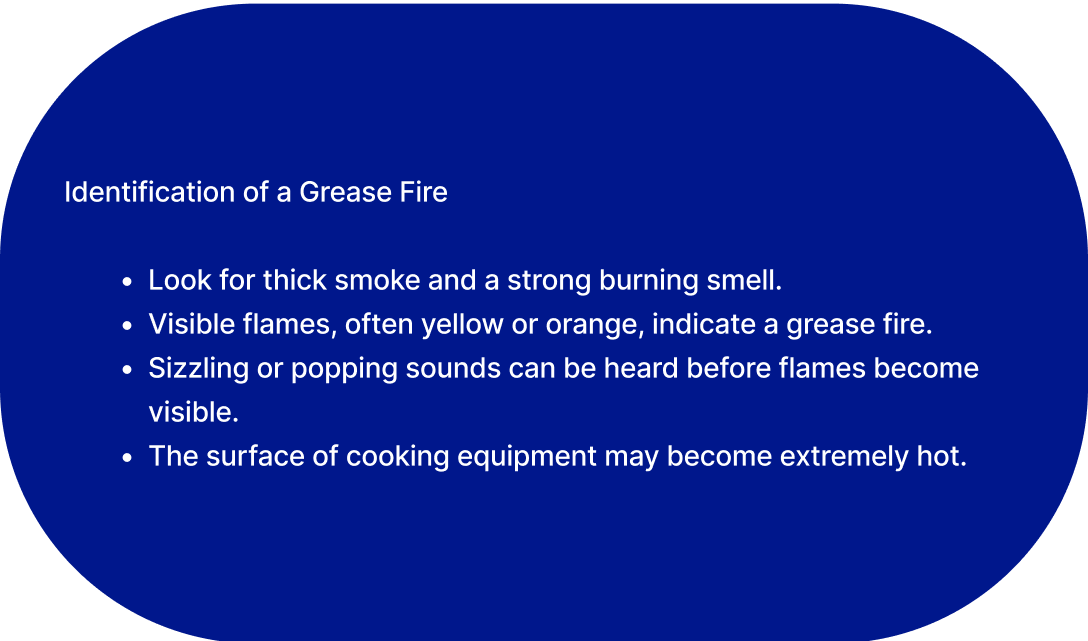 Identification of a Grease Fire
• Look for thick smoke and a strong burning smell.
• Visible flames, often yellow or orange, indicate a grease fire.
• Sizzling or popping sounds can be heard before flames become
visible.
• The surface of cooking equipment may become extremely hot.